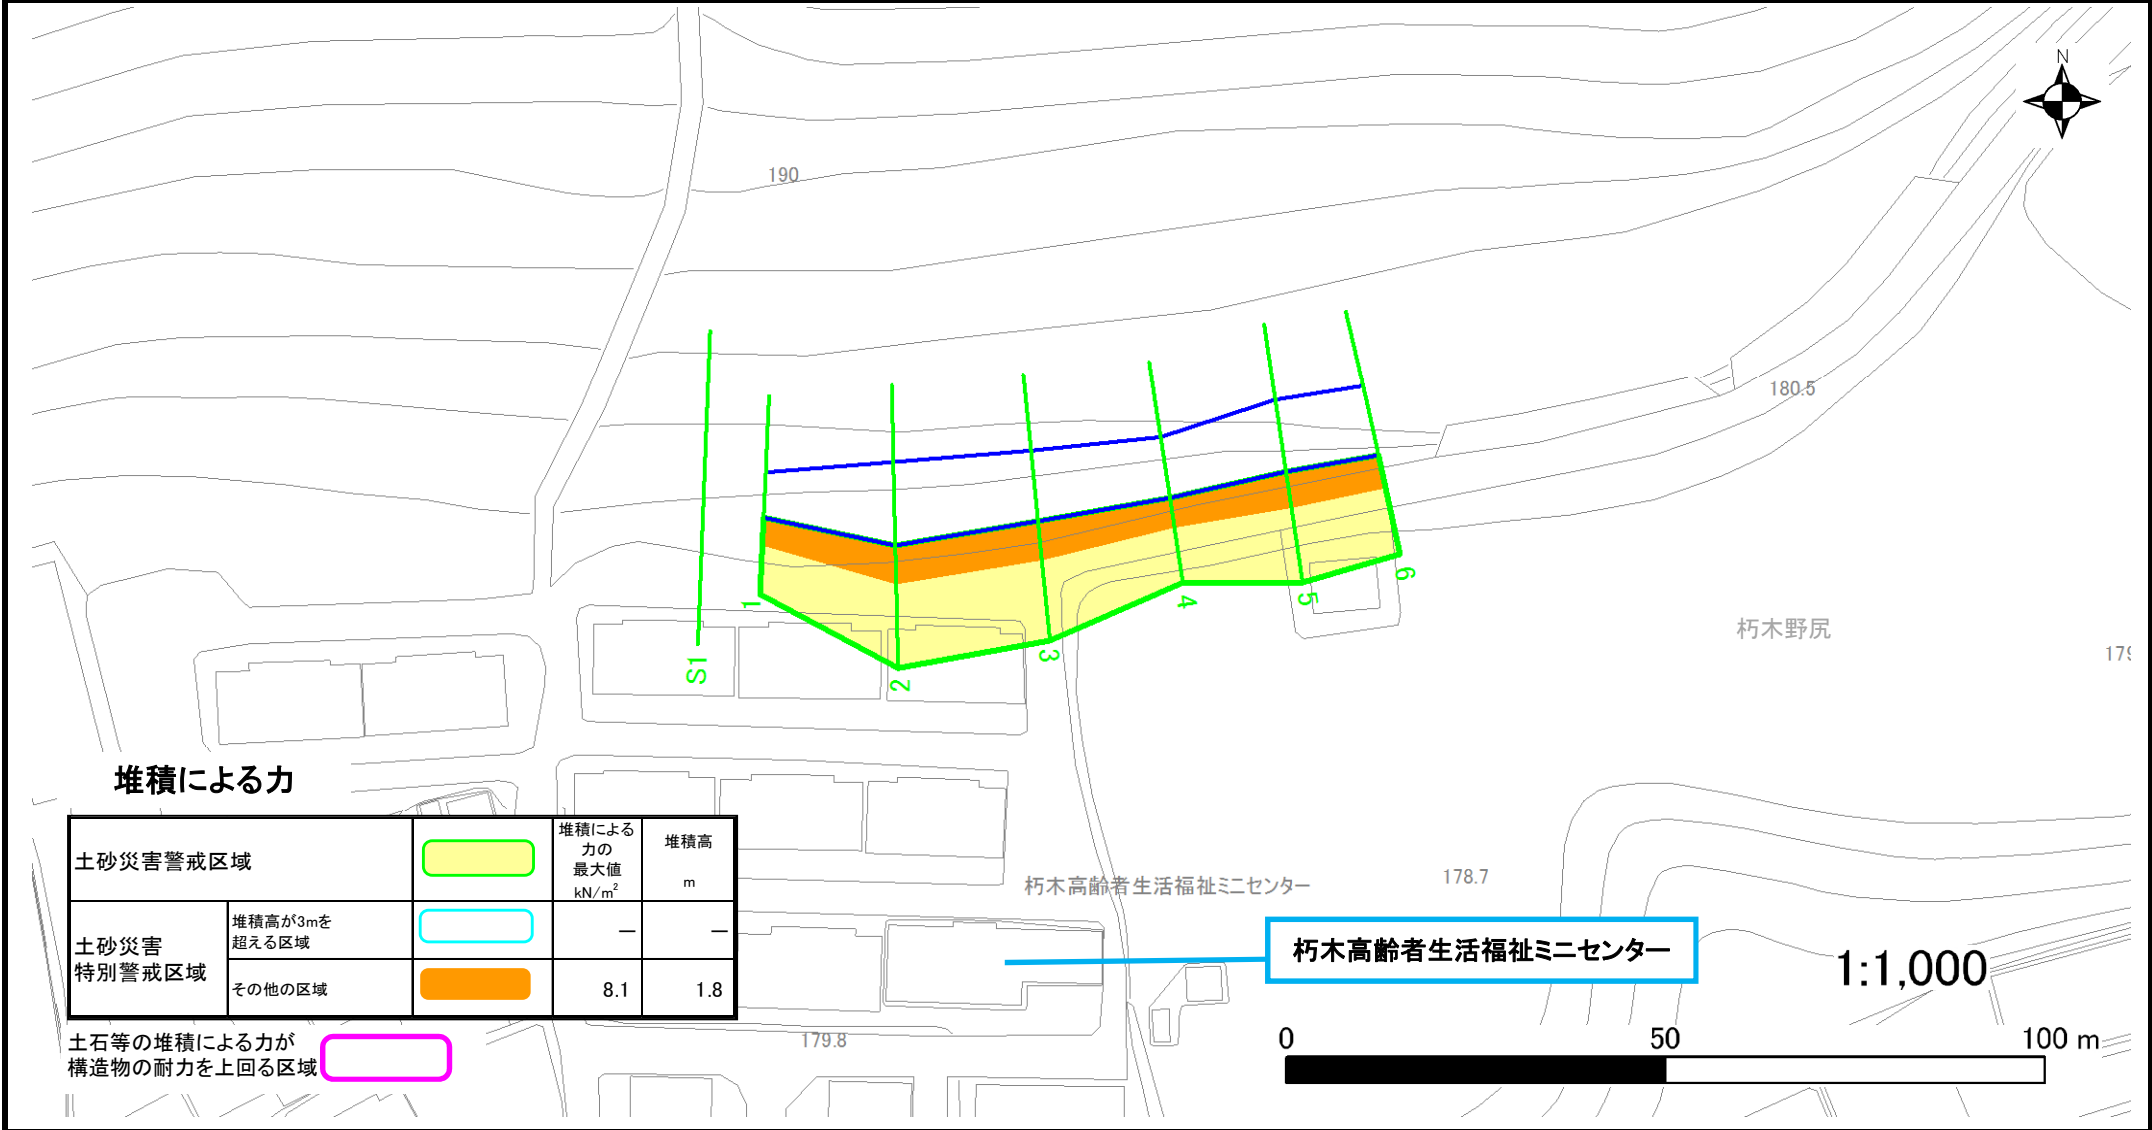 N
190
180.5
S1
1
2
3
4
5
6
朽木野尻
179
堆積による力
土砂災害警戒区域
堆積による
力の
最大値
kN/m²
堆積高
m
土砂災害
特別警戒区域
堆積高が3mを
超える区域
—
—
その他の区域
8.1
1.8
土石等の堆積による力が
構造物の耐力を上回る区域
朽木高齢者生活福祉ミニセンター
178.7
朽木高齢者生活福祉ミニセンター
179.8
1:1,000
0 50 100 m